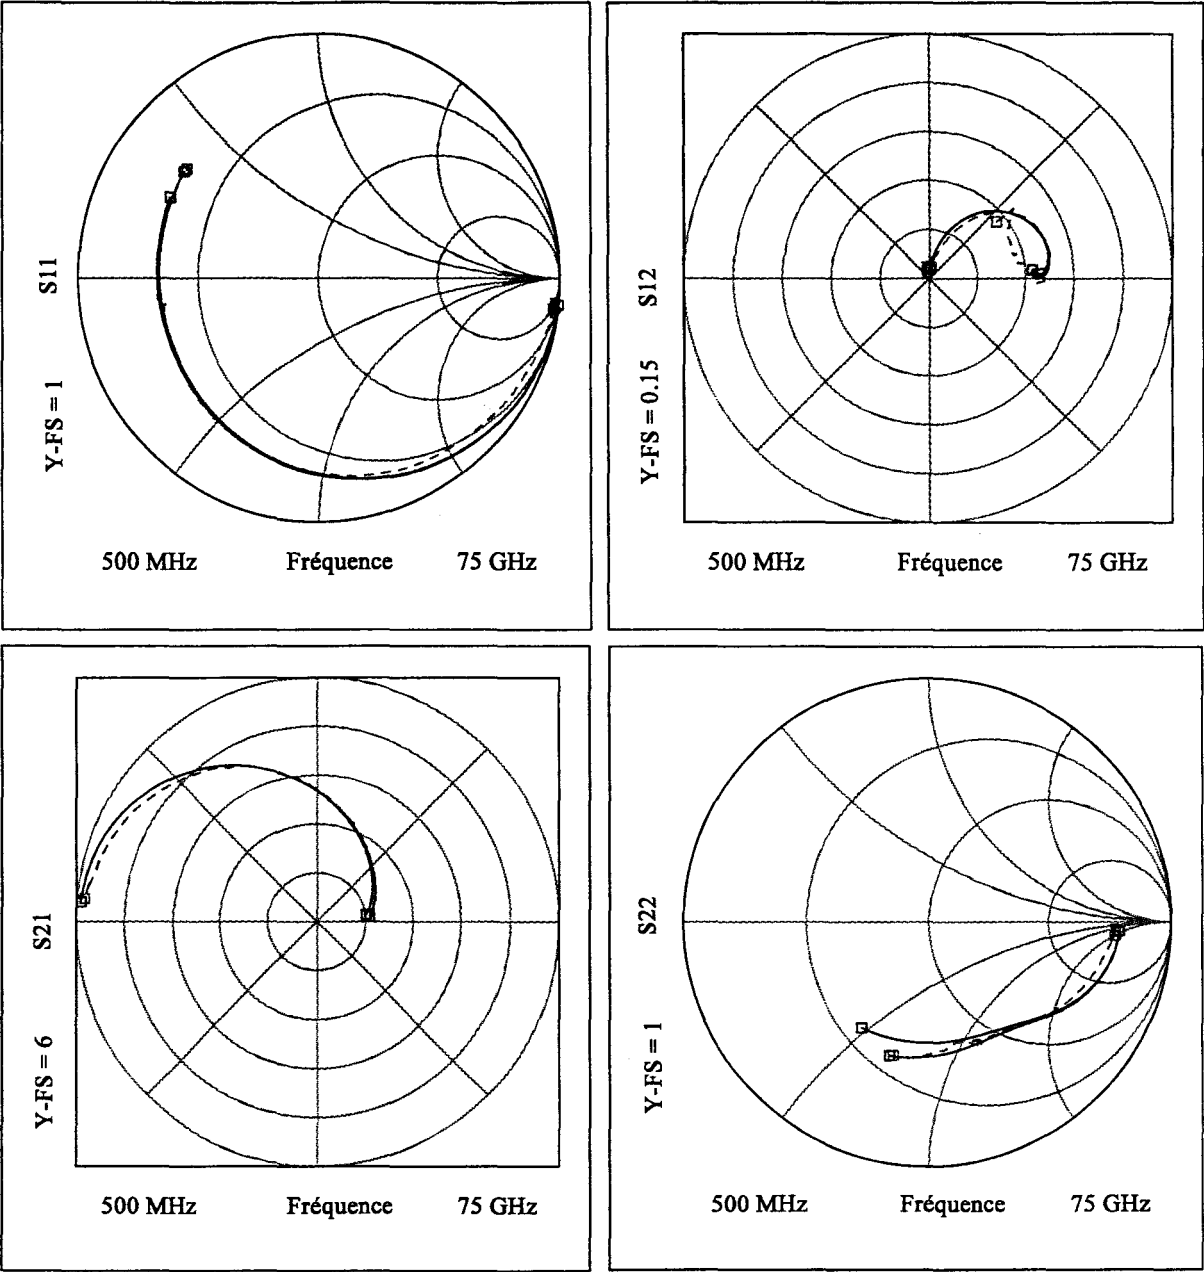 S11
Y-FS = 1
500 MHz Fréquence 75 GHz
S12
Y-FS = 0.15
500 MHz Fréquence 75 GHz
S21
Y-FS = 6
500 MHz Fréquence 75 GHz
S22
Y-FS = 1
500 MHz Fréquence 75 GHz